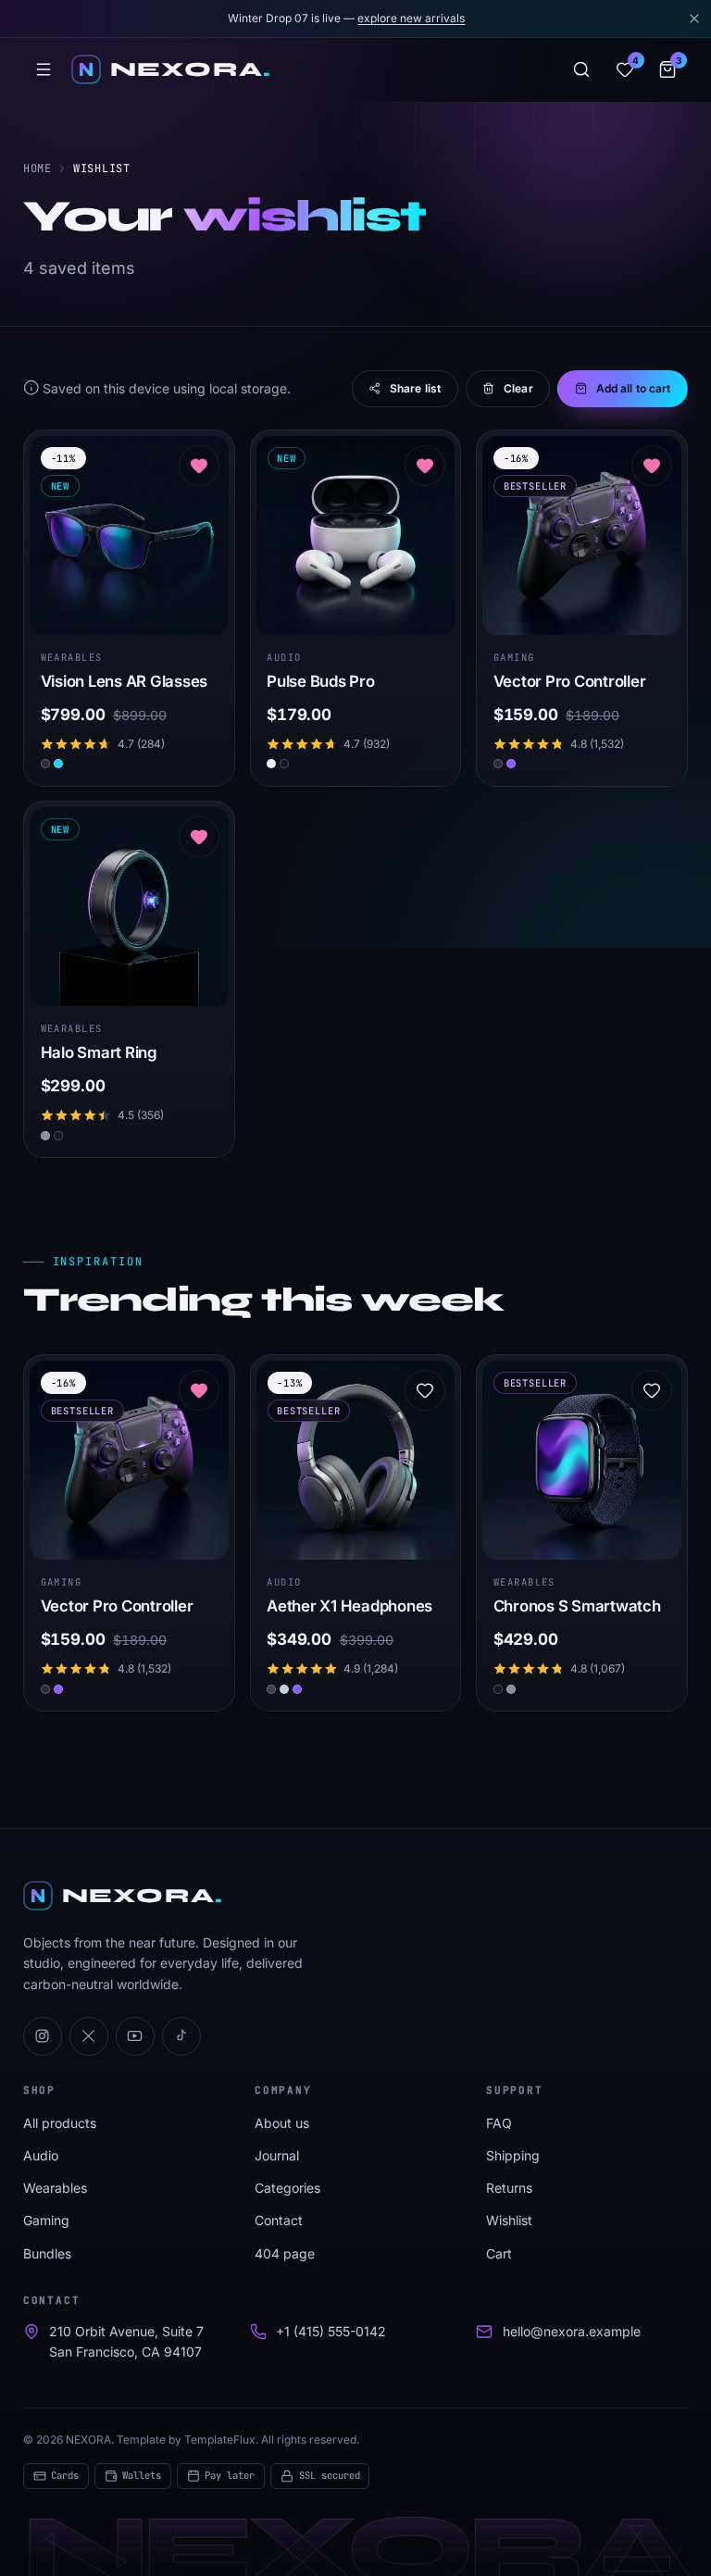 Winter Drop 07 is live — explore new arrivals
N NEXORA.
4
3
HOME > WISHLIST
Your wishlist
4 saved items
Saved on this device using local storage.
Share list
Clear
Add all to cart
-11%
NEW
WEARABLES
Vision Lens AR Glasses
$799.00 $899.00
4.7 (284)
NEW
AUDIO
Pulse Buds Pro
$179.00
4.7 (932)
-16%
BESTSELLER
GAMING
Vector Pro Controller
$159.00 $189.00
4.8 (1,532)
NEW
WEARABLES
Halo Smart Ring
$299.00
4.5 (356)
INSPIRATION
Trending this week
-16%
BESTSELLER
GAMING
Vector Pro Controller
$159.00 $189.00
4.8 (1,532)
-13%
BESTSELLER
AUDIO
Aether X1 Headphones
$349.00 $399.00
4.9 (1,284)
BESTSELLER
WEARABLES
Chronos S Smartwatch
$429.00
4.8 (1,067)
N NEXORA.
Objects from the near future. Designed in our
studio, engineered for everyday life, delivered
carbon-neutral worldwide.
SHOP
All products
Audio
Wearables
Gaming
Bundles
COMPANY
About us
Journal
Categories
Contact
404 page
SUPPORT
FAQ
Shipping
Returns
Wishlist
Cart
CONTACT
210 Orbit Avenue, Suite 7
San Francisco, CA 94107
+1 (415) 555-0142
hello@nexora.example
© 2026 NEXORA. Template by TemplateFlux. All rights reserved.
Cards
Wallets
Pay later
SSL secured
NEXORA